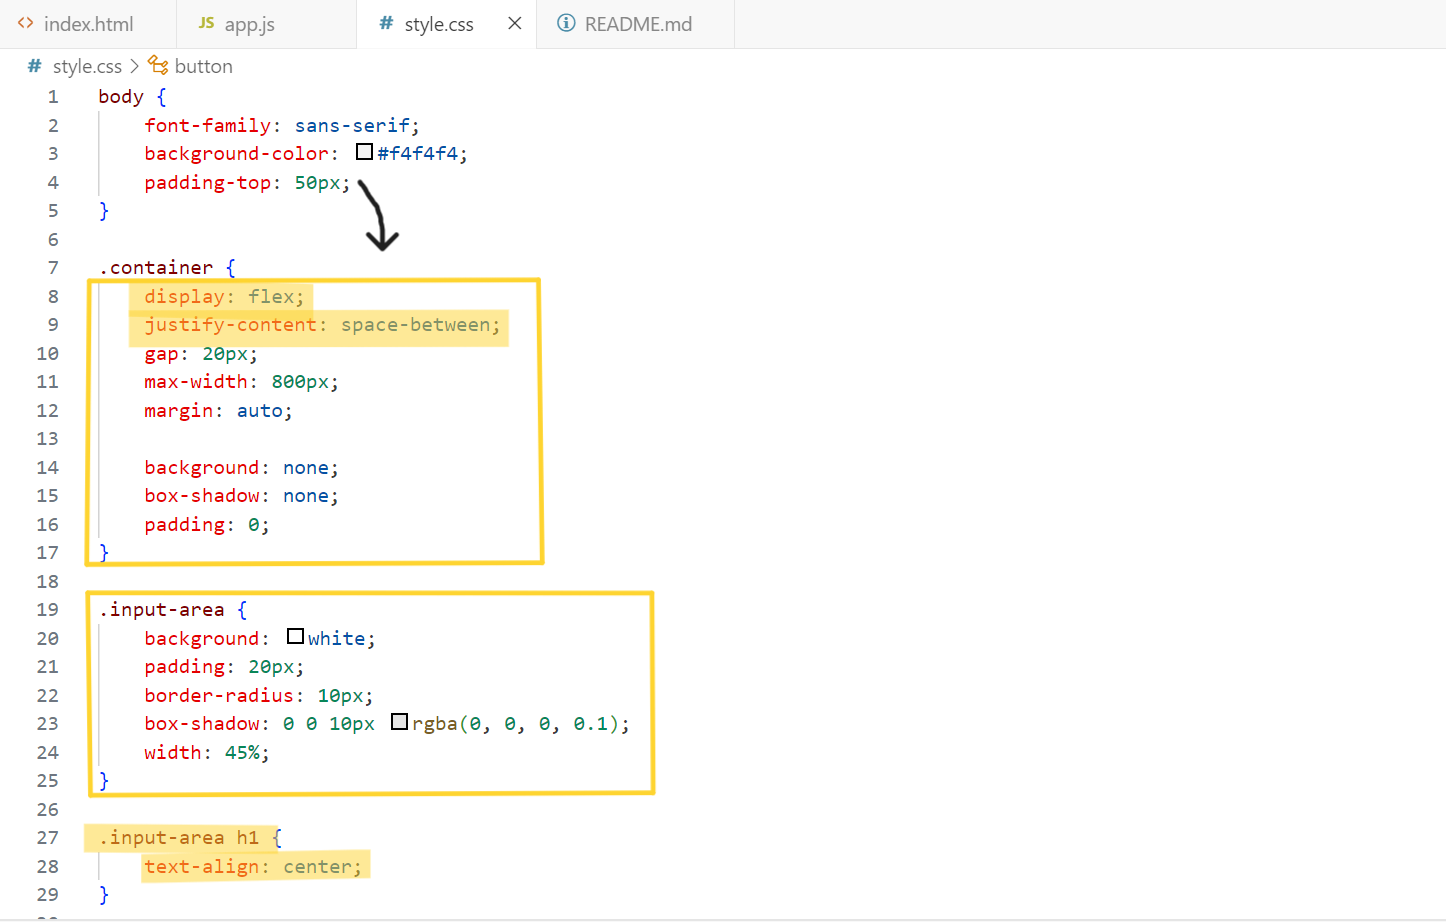 index.html app.js style.css README.md
style.css > button
1 body {
2 font-family: sans-serif;
3 background-color: #f4f4f4;
4 padding-top: 50px;
5 }
6
7 .container {
8 display: flex;
9 justify-content: space-between;
10 gap: 20px;
11 max-width: 800px;
12 margin: auto;
13
14 background: none;
15 box-shadow: none;
16 padding: 0;
17 }
18
19 .input-area {
20 background: white;
21 padding: 20px;
22 border-radius: 10px;
23 box-shadow: 0 0 10px rgba(0, 0, 0, 0.1);
24 width: 45%;
25 }
26
27 .input-area h1 {
28 text-align: center;
29 }